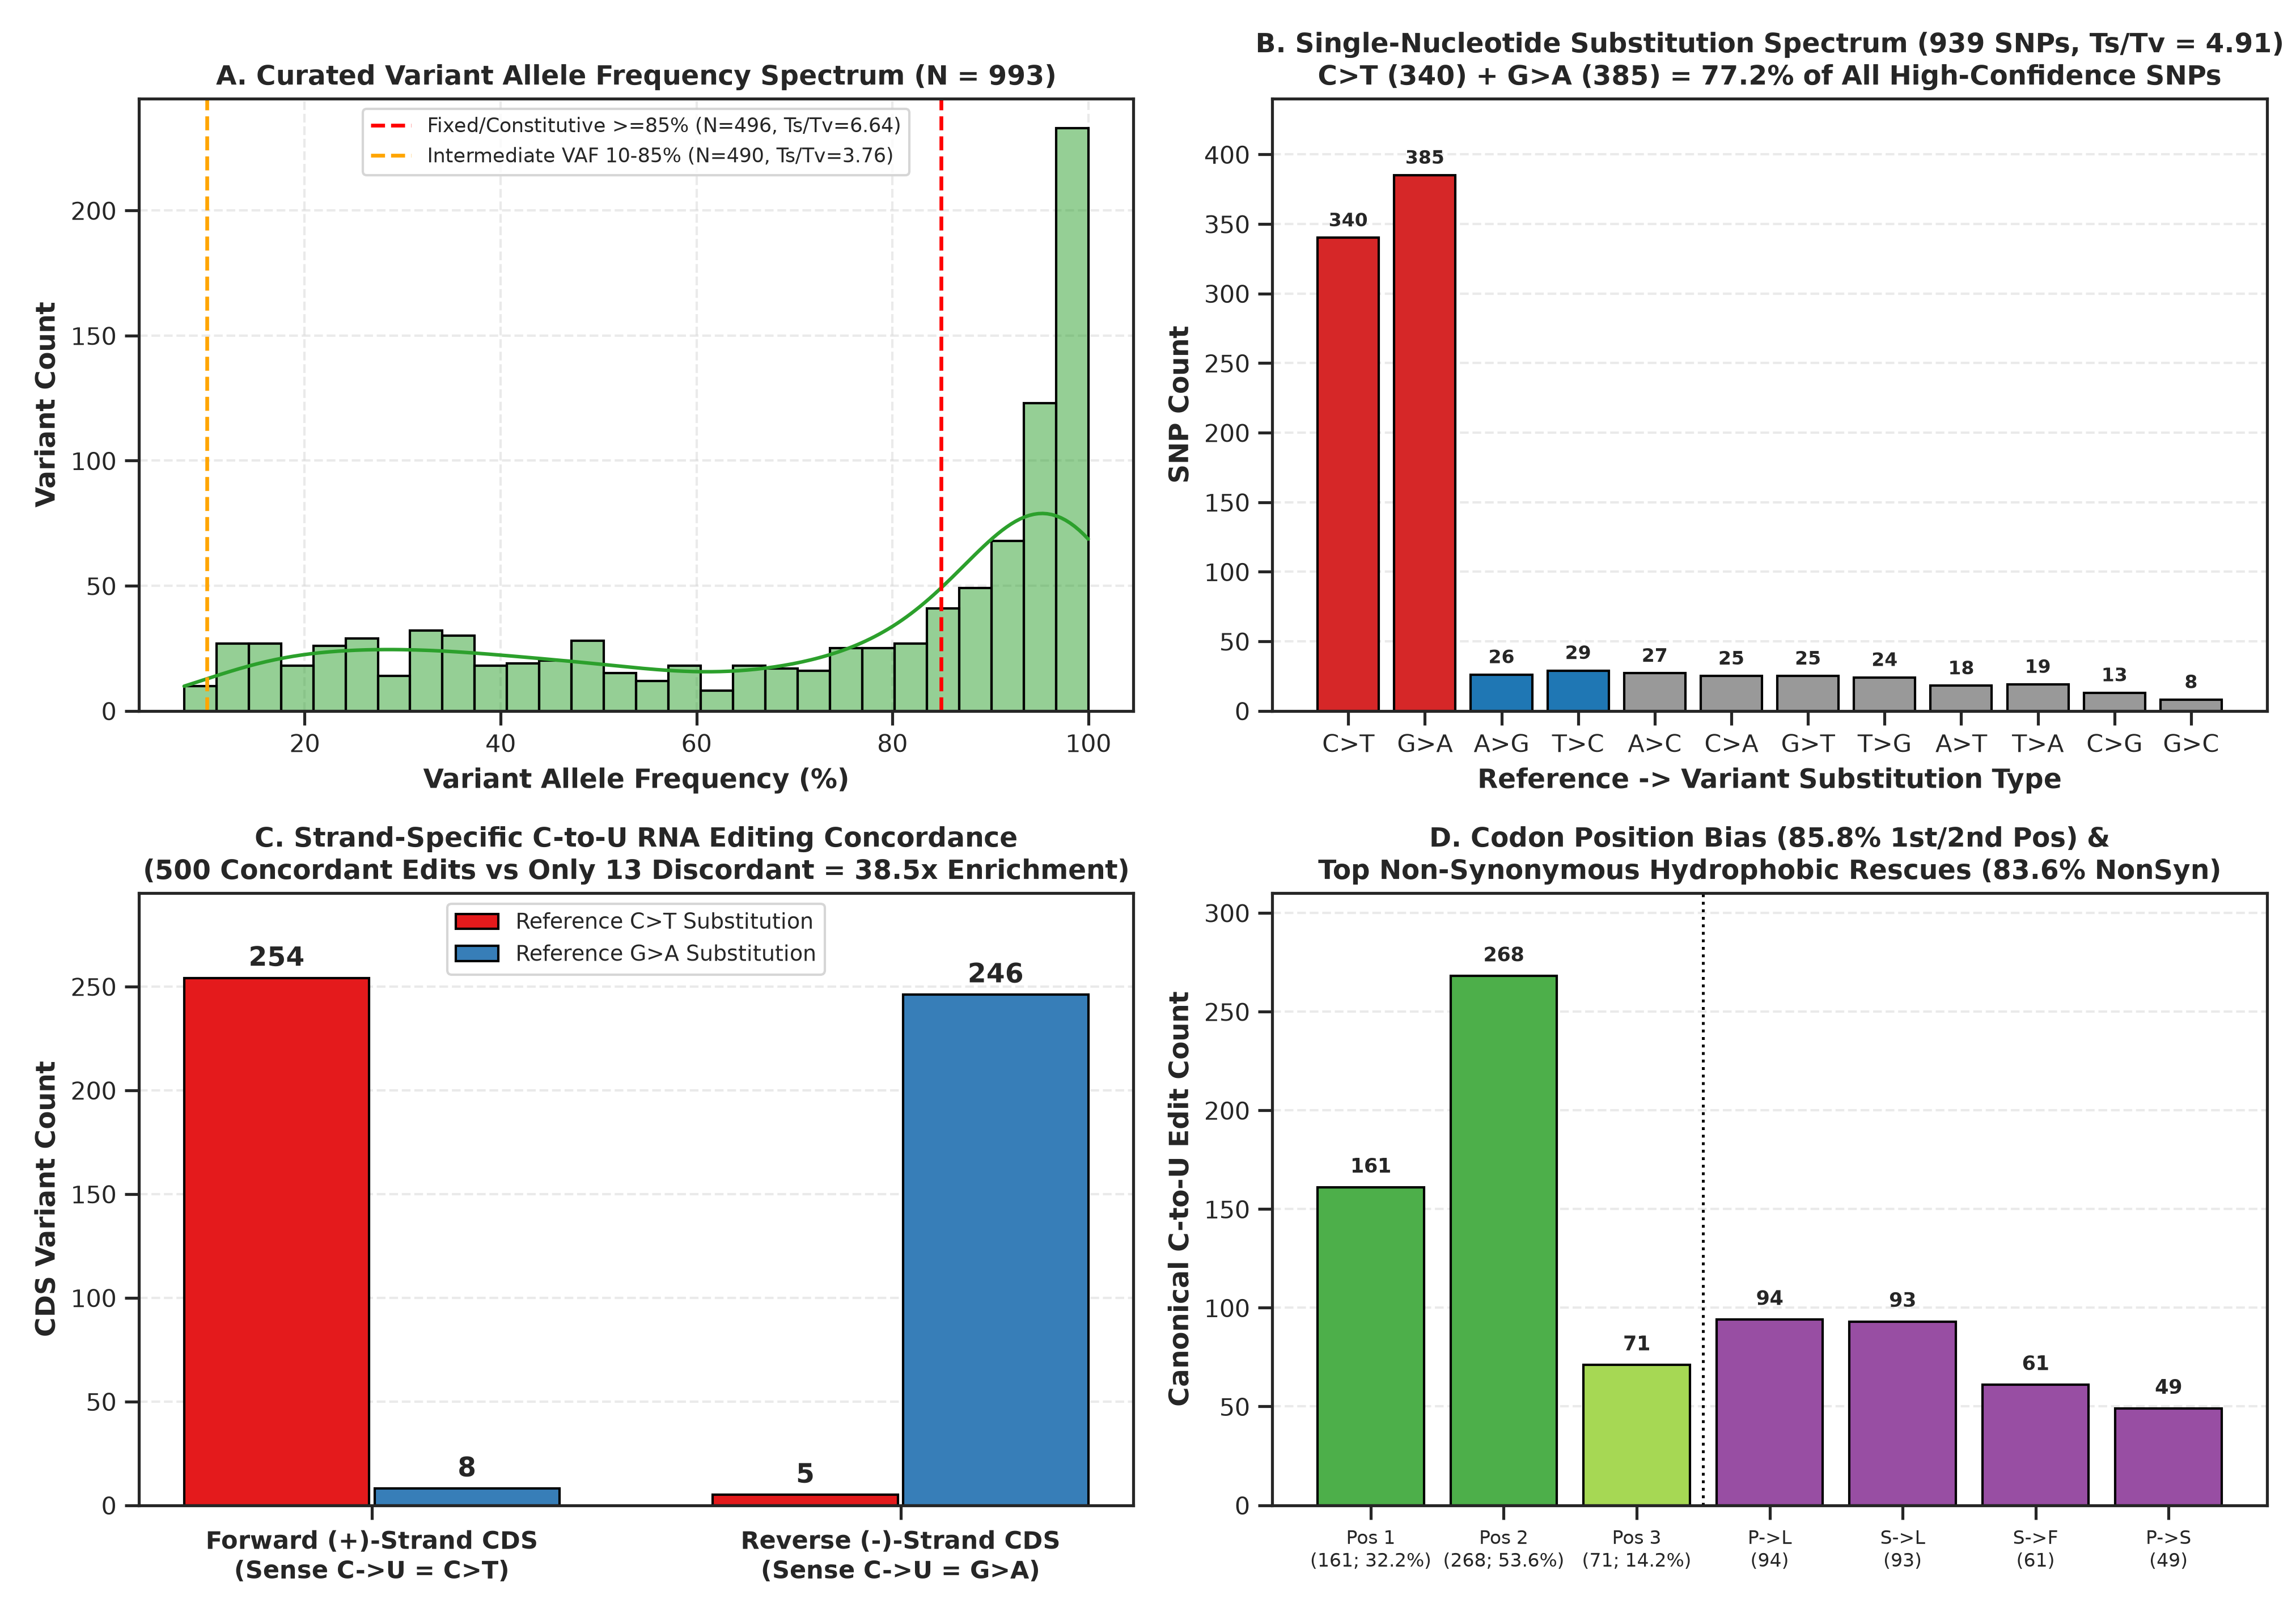 A. Curated Variant Allele Frequency Spectrum (N = 993)
Fixed/Constitutive >=85% (N=496, Ts/Tv=6.64)
Intermediate VAF 10-85% (N=490, Ts/Tv=3.76)
Variant Count
200
150
100
50
0
20
40
60
80
100
Variant Allele Frequency (%)
B. Single-Nucleotide Substitution Spectrum (939 SNPs, Ts/Tv = 4.91)
C>T (340) + G>A (385) = 77.2% of All High-Confidence SNPs
SNP Count
400
350
300
250
200
150
100
50
0
340
385
26
29
27
25
25
24
18
19
13
8
C>T
G>A
A>G
T>C
A>C
C>A
G>T
T>G
A>T
T>A
C>G
G>C
Reference -> Variant Substitution Type
C. Strand-Specific C-to-U RNA Editing Concordance
(500 Concordant Edits vs Only 13 Discordant = 38.5x Enrichment)
Reference C>T Substitution
Reference G>A Substitution
CDS Variant Count
250
200
150
100
50
0
254
8
5
246
Forward (+)-Strand CDS
(Sense C->U = C>T)
Reverse (-)-Strand CDS
(Sense C->U = G>A)
D. Codon Position Bias (85.8% 1st/2nd Pos) &
Top Non-Synonymous Hydrophobic Rescues (83.6% NonSyn)
Canonical C-to-U Edit Count
300
250
200
150
100
50
0
161
268
71
94
93
61
49
Pos 1
(161; 32.2%)
Pos 2
(268; 53.6%)
Pos 3
(71; 14.2%)
P->L
(94)
S->L
(93)
S->F
(61)
P->S
(49)